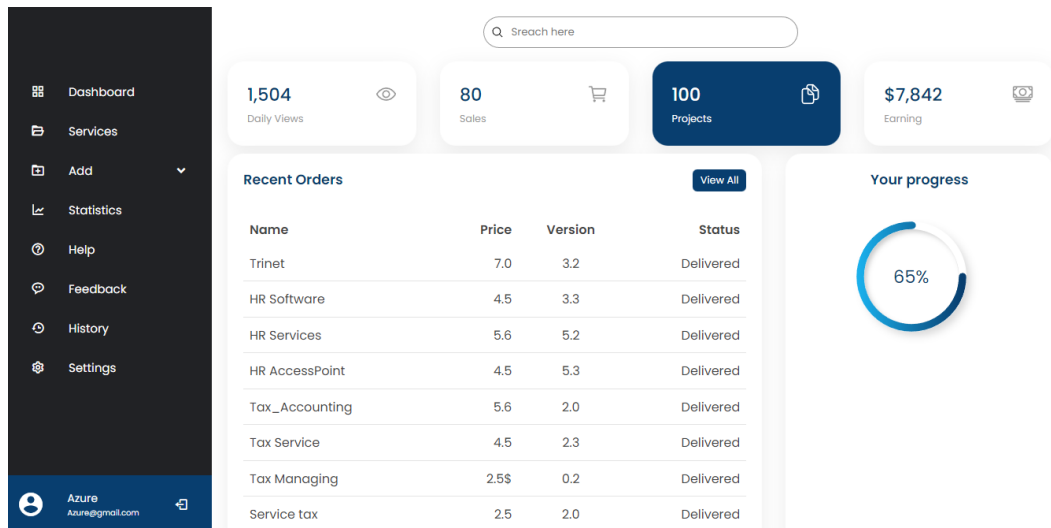 Sreach here
Dashboard
Services
Add
Statistics
Help
Feedback
History
Settings
Azure
Azure@gmail.com
1,504
Daily Views
80
Sales
100
Projects
$7,842
Earning
Recent Orders
View All
Name Price Version Status
Trinet 7.0 3.2 Delivered
HR Software 4.5 3.3 Delivered
HR Services 5.6 5.2 Delivered
HR AccessPoint 4.5 5.3 Delivered
Tax_Accounting 5.6 2.0 Delivered
Tax Service 4.5 2.3 Delivered
Tax Managing 2.5$ 0.2 Delivered
Service tax 2.5 2.0 Delivered
Your progress
65%